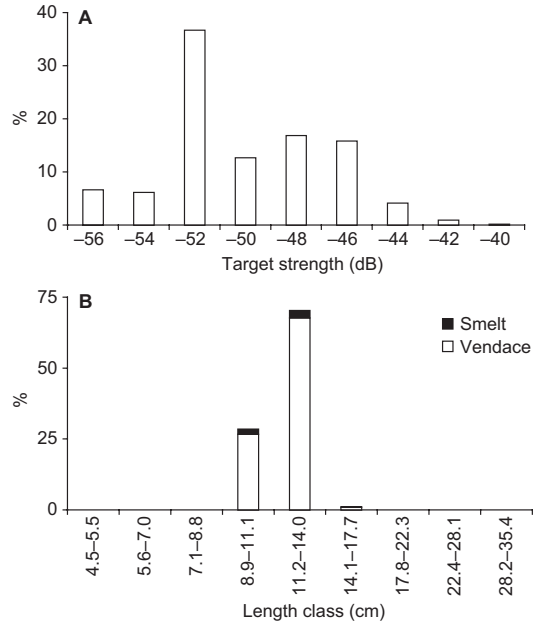 A
40
30
20
10
0
%
–56 –54 –52 –50 –48 –46 –44 –42 –40
Target strength (dB)
B
75
50
25
0
%
Smelt
Vendace
4.5–5.5
5.6–7.0
7.1–8.8
8.9–11.1
11.2–14.0
14.1–17.7
17.8–22.3
22.4–28.1
28.2–35.4
Length class (cm)